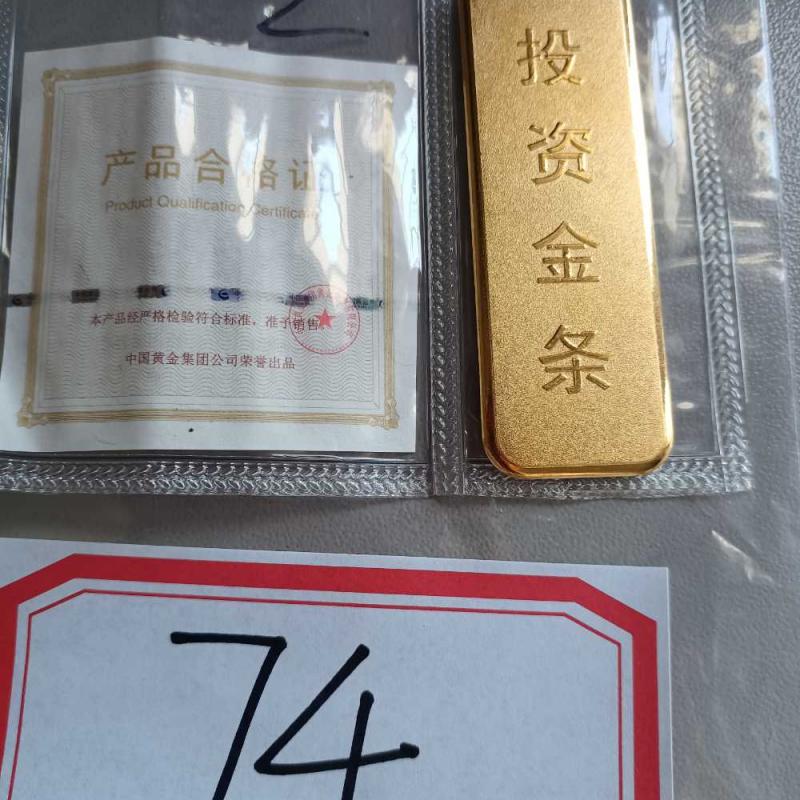 产品合格证
Product Qualification Certificate
本产品经严格检验符合标准，准予销售。
中国黄金集团公司荣誉出品
投资金条
74